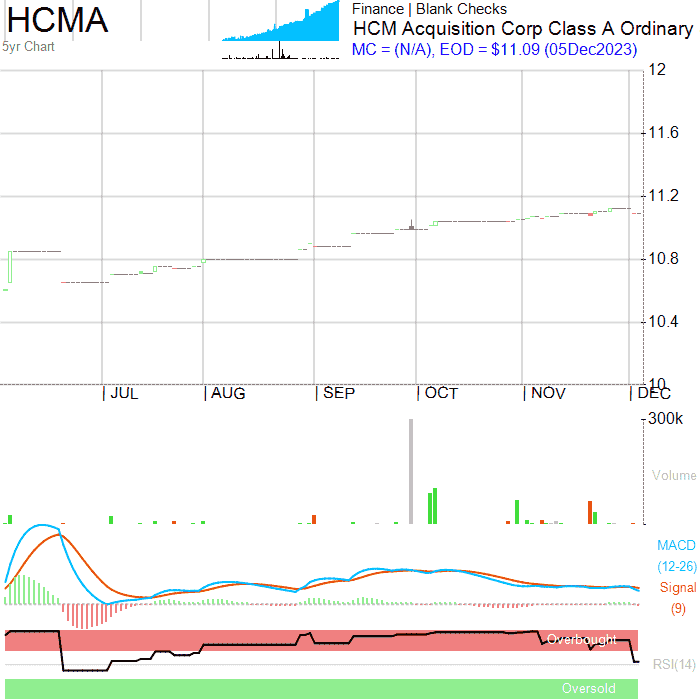 HCMA
Finance | Blank Checks
HCM Acquisition Corp Class A Ordinary
5yr Chart
MC = (N/A), EOD = $11.09 (05Dec2023)
12
11.6
11.2
10.8
10.4
10
| JUL | AUG | SEP | OCT | NOV | DEC
300k
Volume
MACD
(12-26)
Signal
(9)
Overbought
RSI(14)
Oversold